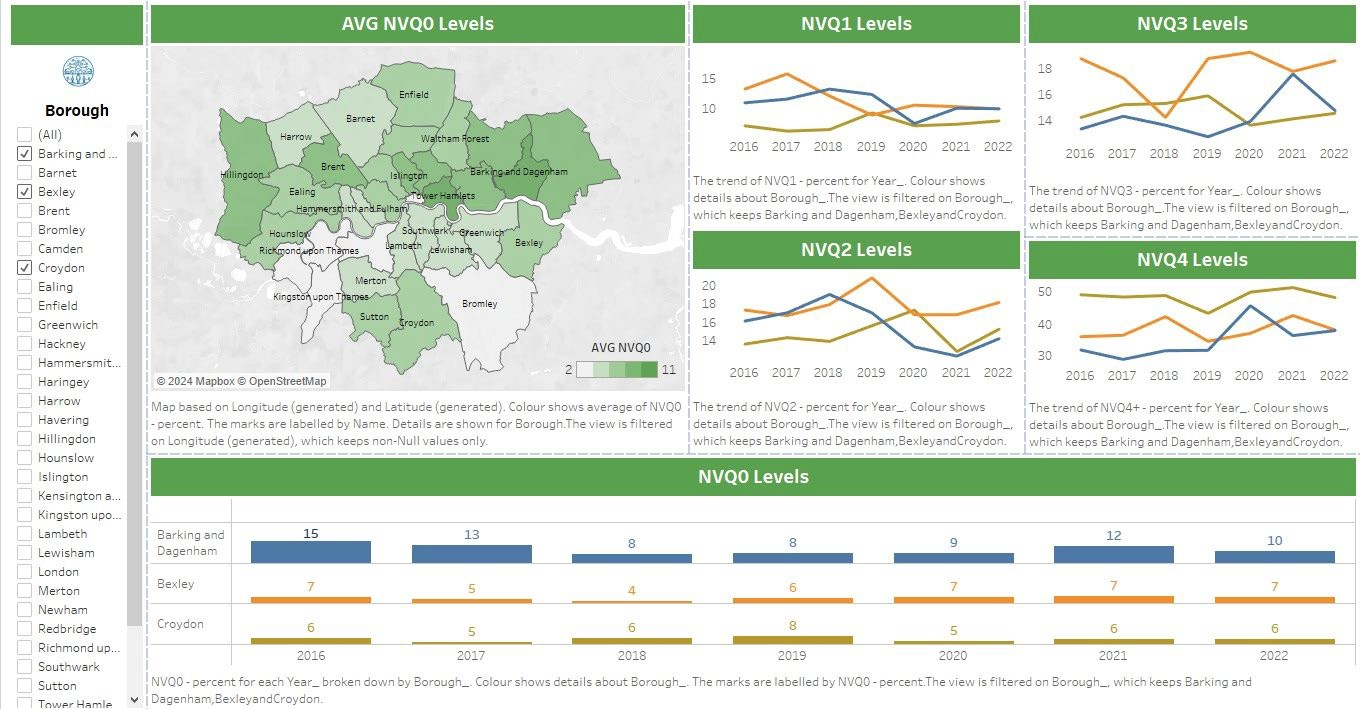 Borough
(All)
Barking and ...
Barnet
Bexley
Brent
Bromley
Camden
Croydon
Ealing
Enfield
Greenwich
Hackney
Hammersmit...
Haringey
Harrow
Havering
Hillingdon
Hounslow
Islington
Kensington a...
Kingston upo...
Lambeth
Lewisham
London
Merton
Newham
Redbridge
Richmond up...
Southwark
Sutton
Tower Hamle
AVG NVQ0 Levels
Enfield
Barnet
Harrow
Waltham Forest
Hillingdon
Brent
Islington
Barking and Dagenham
Ealing
Tower Hamlets
Hammersmith and Fulham
Hounslow
Southwark
Greenwich
Richmond upon Thames
Lambeth
Lewisham
Bexley
Merton
Kingston upon Thames
Bromley
Sutton
Croydon
AVG NVQ0
2 11
© 2024 Mapbox © OpenStreetMap
Map based on Longitude (generated) and Latitude (generated). Colour shows average of NVQ0
- percent. The marks are labelled by Name. Details are shown for Borough.The view is filtered
on Longitude (generated), which keeps non-Null values only.
NVQ1 Levels
15
10
2016 2017 2018 2019 2020 2021 2022
The trend of NVQ1 - percent for Year_. Colour shows
details about Borough_.The view is filtered on Borough_,
which keeps Barking and Dagenham,BexleyandCroydon.
NVQ2 Levels
20
18
16
14
2016 2017 2018 2019 2020 2021 2022
The trend of NVQ2 - percent for Year_. Colour shows
details about Borough_.The view is filtered on Borough_,
which keeps Barking and Dagenham,BexleyandCroydon.
NVQ3 Levels
18
16
14
2016 2017 2018 2019 2020 2021 2022
The trend of NVQ3 - percent for Year_. Colour shows
details about Borough_.The view is filtered on Borough_,
which keeps Barking and Dagenham,BexleyandCroydon.
NVQ4 Levels
50
40
30
2016 2017 2018 2019 2020 2021 2022
The trend of NVQ4+ - percent for Year_. Colour shows
details about Borough_.The view is filtered on Borough_,
which keeps Barking and Dagenham,BexleyandCroydon.
NVQ0 Levels
Barking and
Dagenham
15 13 8 8 9 12 10
Bexley
7 5 4 6 7 7 7
Croydon
6 5 6 8 5 6 6
2016 2017 2018 2019 2020 2021 2022
NVQ0 - percent for each Year_ broken down by Borough_. Colour shows details about Borough_. The marks are labelled by NVQ0 - percent.The view is filtered on Borough_, which keeps Barking and
Dagenham,BexleyandCroydon.